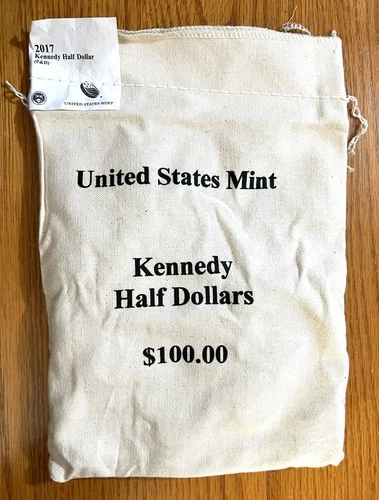 2017
Kennedy Half Dollar
(P&D)
UNITED STATES MINT
United States Mint
Kennedy
Half Dollars
$100.00